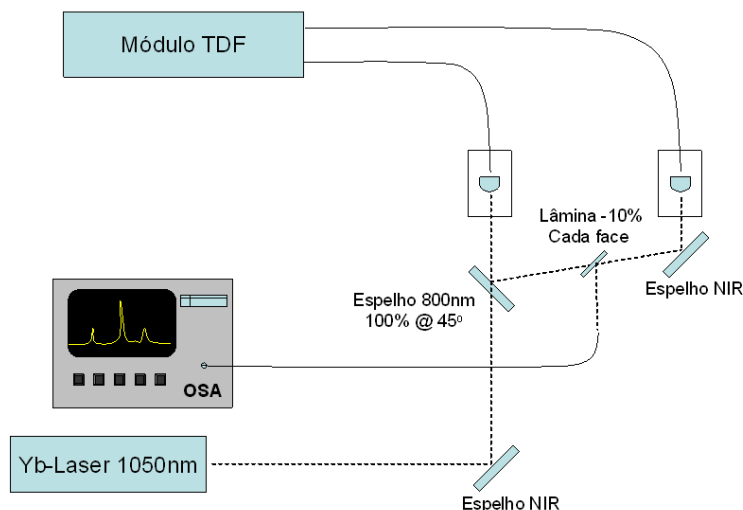 Módulo TDF
Lâmina -10%
Cada face
Espelho 800nm
100% @ 45º
Espelho NIR
OSA
Yb-Laser 1050nm
Espelho NIR